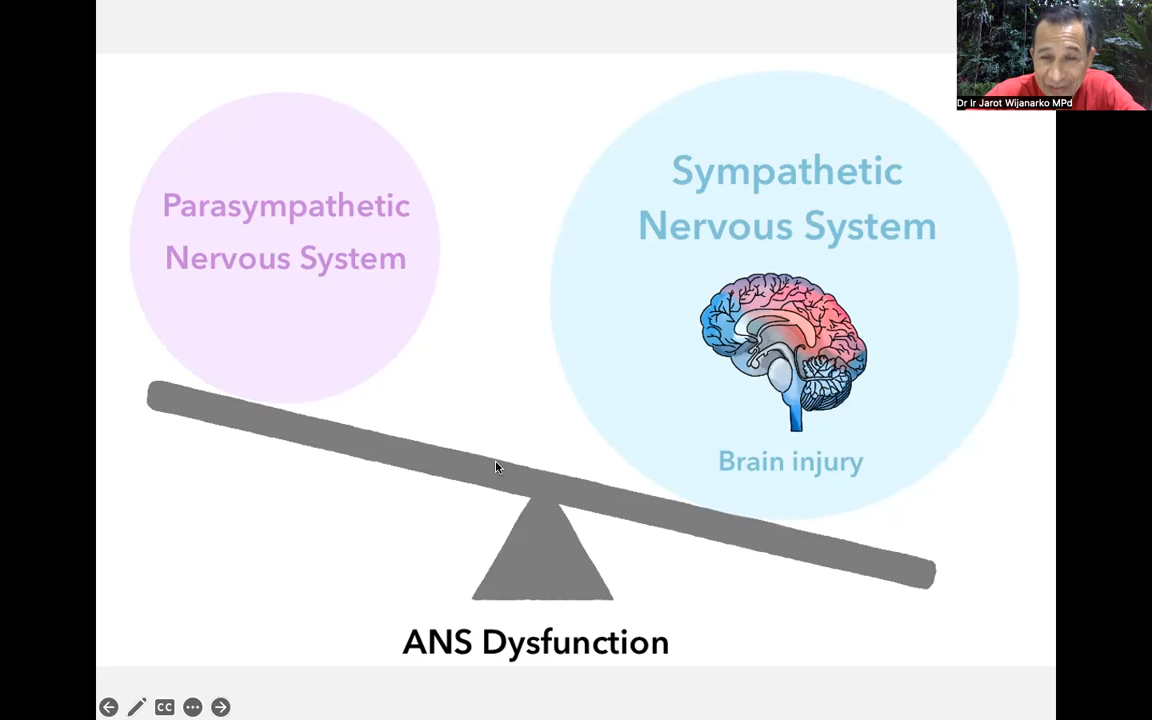 Parasympathetic
Nervous System
Sympathetic
Nervous System
Brain injury
ANS Dysfunction
Dr Ir Jarot Wijanarko MPd
CC